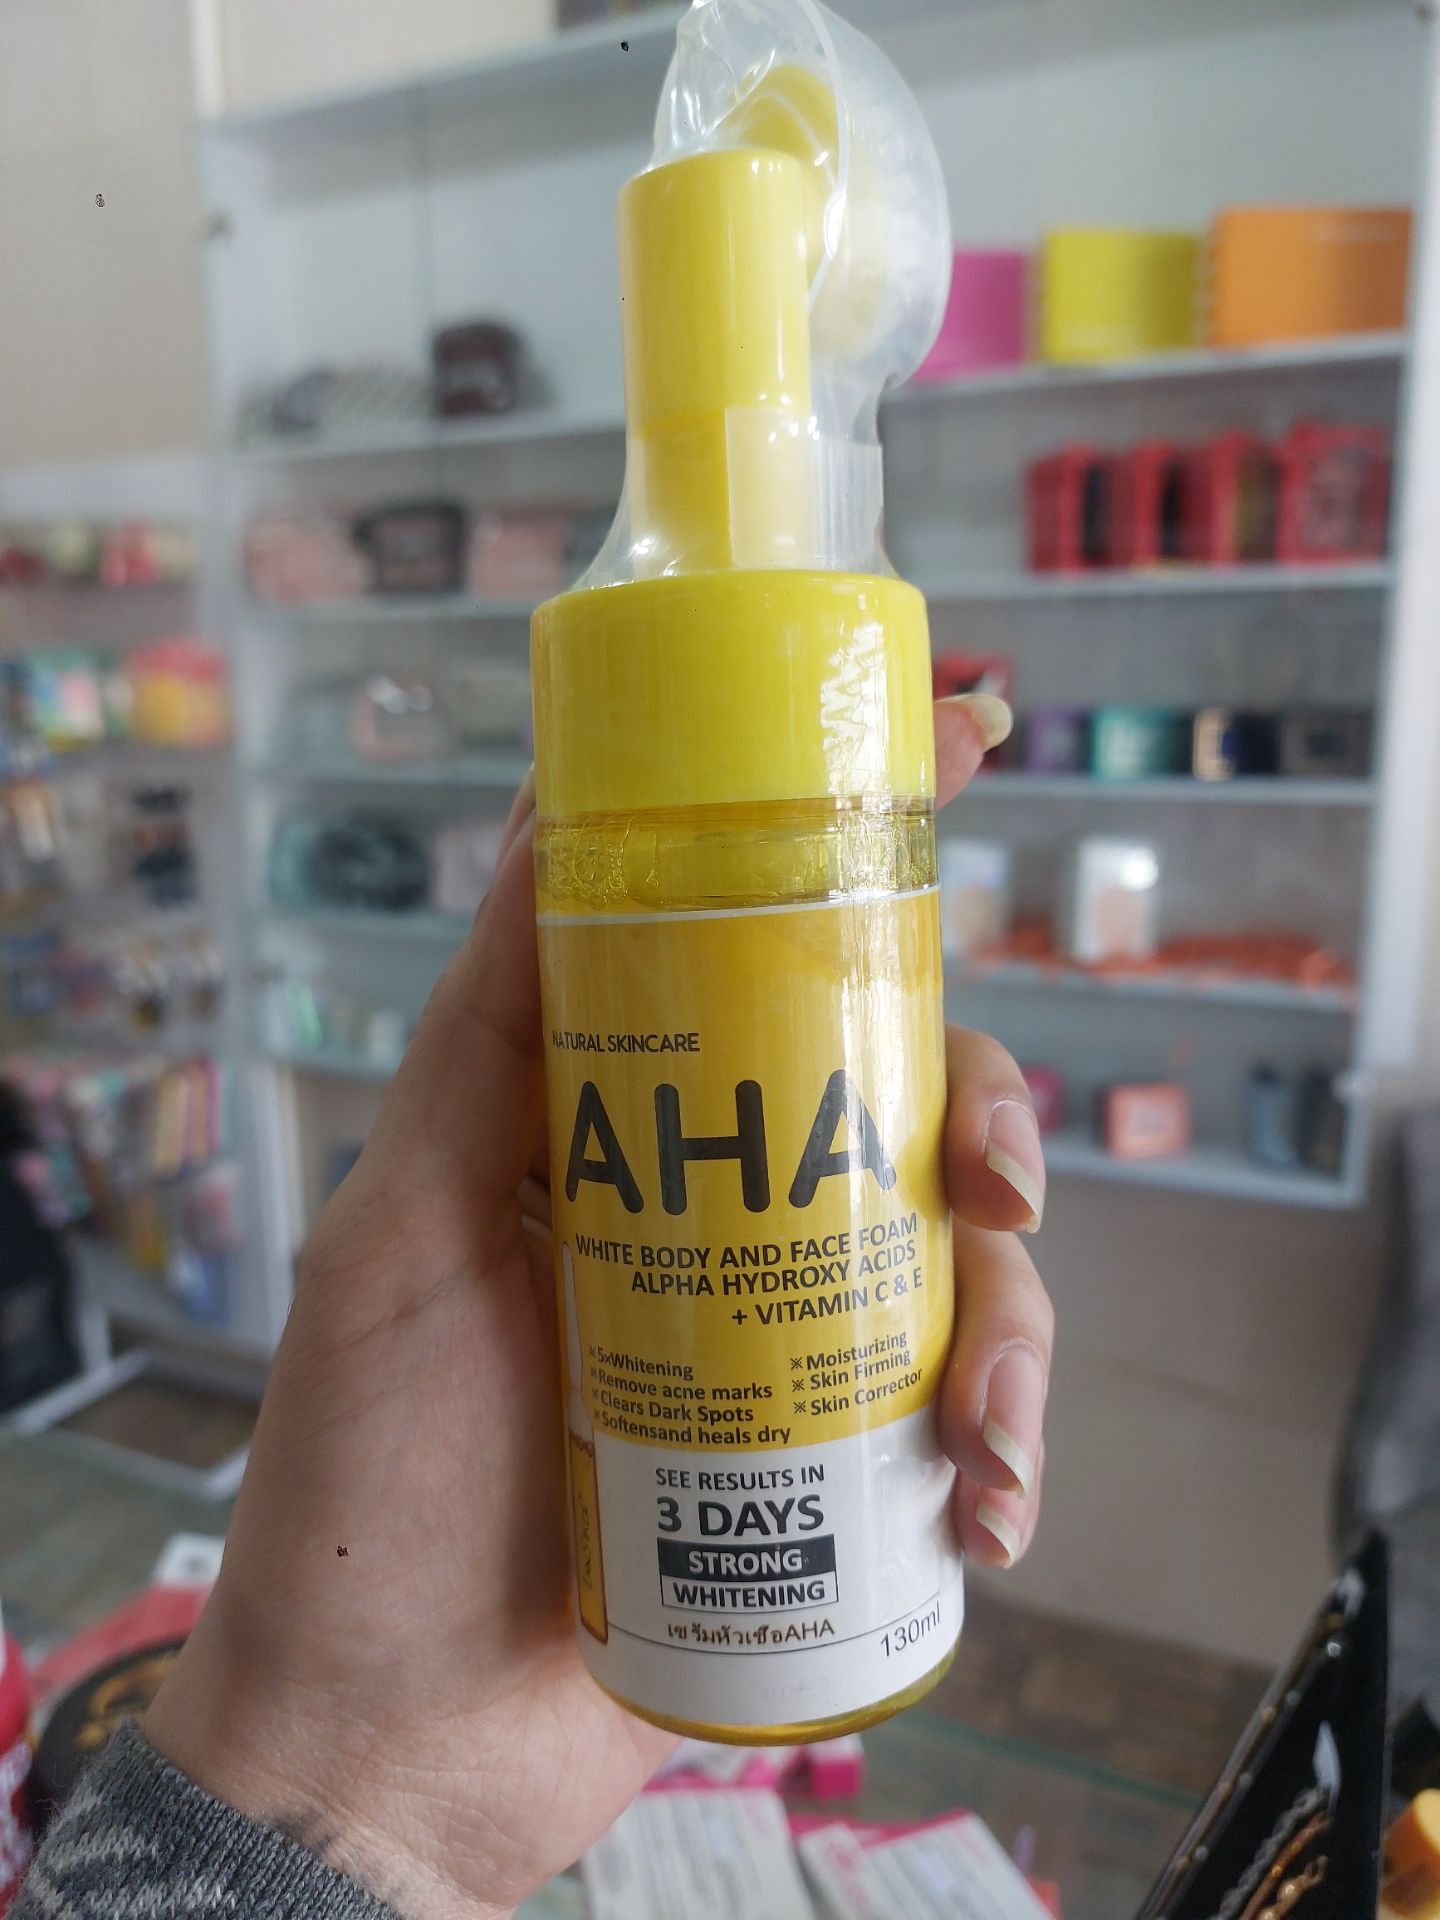 NATURAL SKINCARE
AHA
WHITE BODY AND FACE FOAM
ALPHA HYDROXY ACIDS
+ VITAMIN C & E
※5xWhitening
※Remove acne marks
※Clears Dark Spots
※Softensand heals dry
※Moisturizing
※Skin Firming
※Skin Corrector
SEE RESULTS IN
3 DAYS
STRONG
WHITENING
เซรั่มหัวเชื้อAHA
130ml